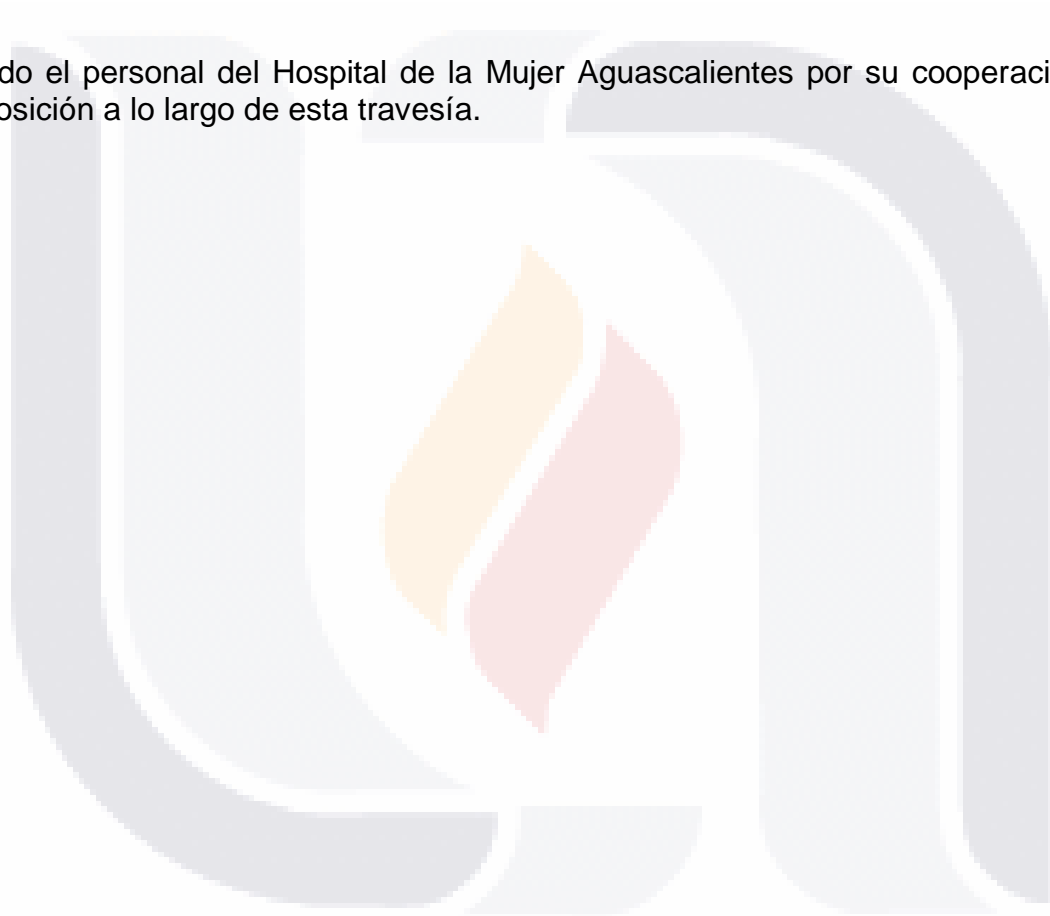 do el personal del Hospital de la Mujer Aguascalientes por su cooperaci
osición a lo largo de esta travesía.